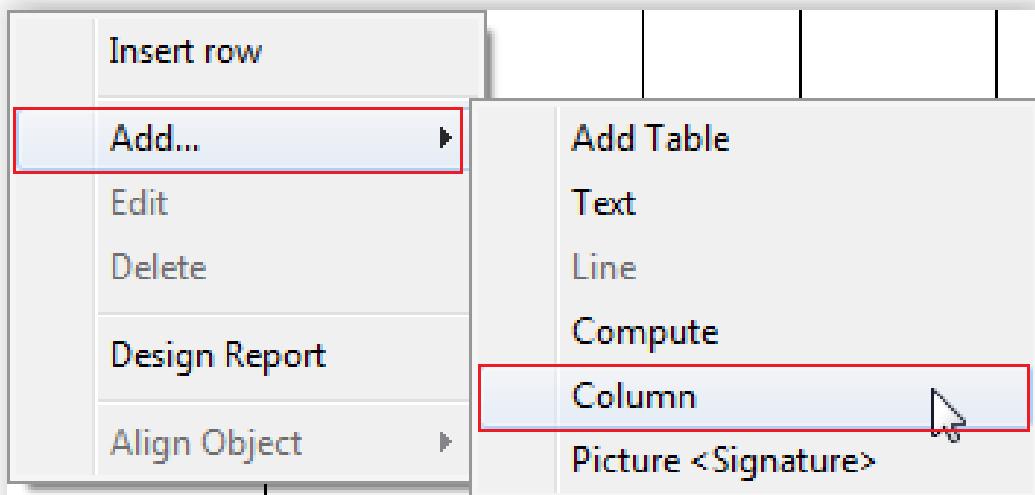 Insert row
Add...
Edit
Delete
Design Report
Align Object
Add Table
Text
Line
Compute
Column
Picture <Signature>